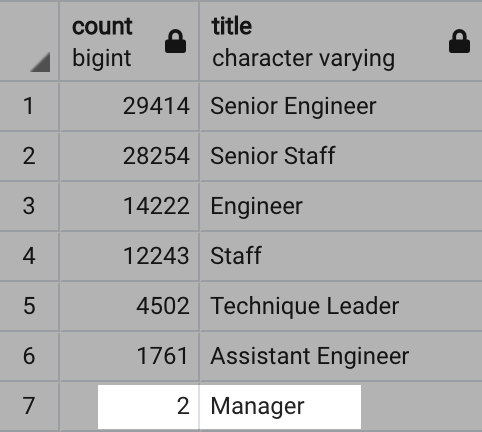 count title
bigint character varying
1 29414 Senior Engineer
2 28254 Senior Staff
3 14222 Engineer
4 12243 Staff
5 4502 Technique Leader
6 1761 Assistant Engineer
7 2 Manager